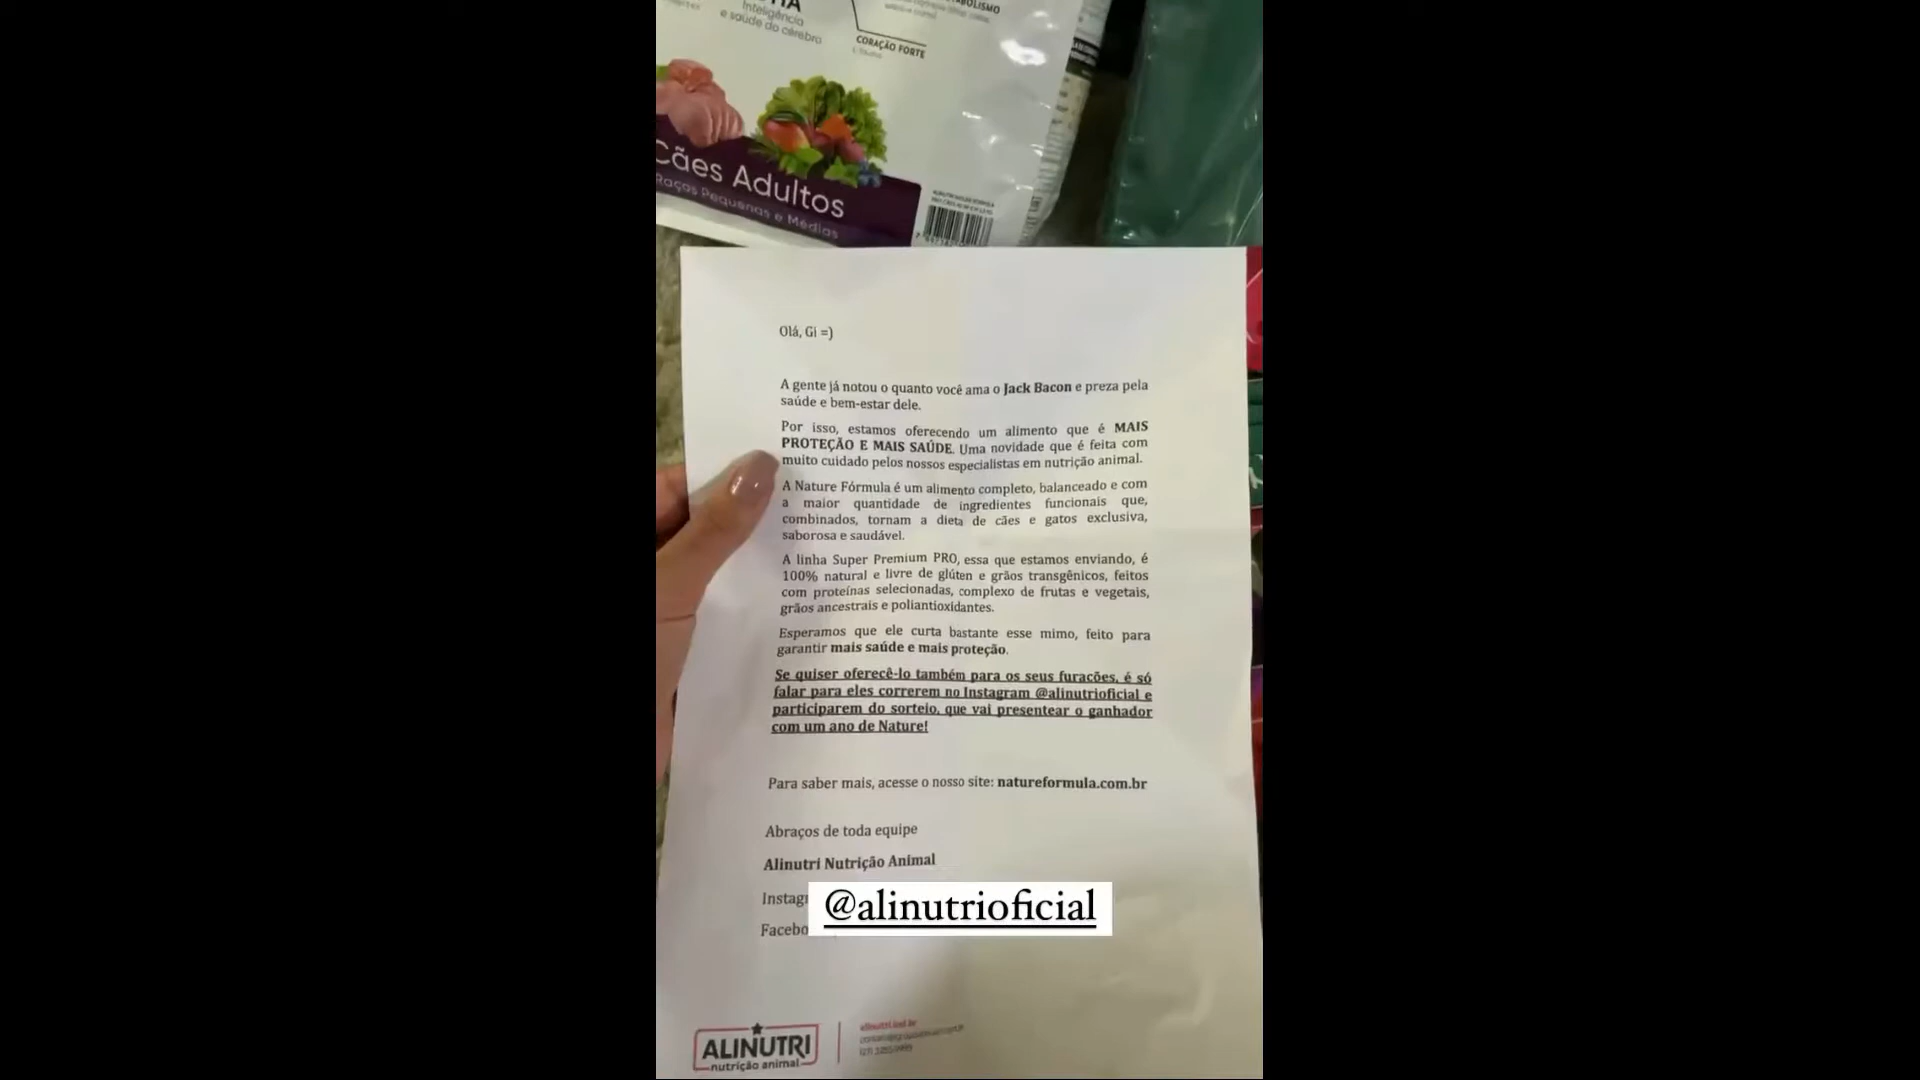 Inteligência
e saúde do cérebro
CORAÇÃO FORTE
Cães Adultos
Raças Pequenas e Médias
Olá, Gi =)
A gente já notou o quanto você ama o Jack Bacon e preza pela
saúde e bem-estar dele.
Por isso, estamos oferecendo um alimento que é MAIS
PROTEÇÃO E MAIS SAÚDE. Uma novidade que é feita com
muito cuidado pelos nossos especialistas em nutrição animal.
A Nature Fórmula é um alimento completo, balanceado e com
a maior quantidade de ingredientes funcionais que,
combinados, tornam a dieta de cães e gatos exclusiva,
saborosa e saudável.
A linha Super Premium PRO, essa que estamos enviando, é
100% natural e livre de glúten e grãos transgênicos, feitos
com proteínas selecionadas, complexo de frutas e vegetais,
grãos ancestrais e poliantioxidantes.
Esperamos que ele curta bastante esse mimo, feito para
garantir mais saúde e mais proteção.
Se quiser oferecê-lo também para os seus furacões, é só
falar para eles correrem no Instagram @alinutrioficial e
participarem do sorteio, que vai presentear o ganhador
com um ano de Nature!
Para saber mais, acesse o nosso site: natureformula.com.br
Abraços de toda equipe
Alinutri Nutrição Animal
Instagr
@alinutrioficial
Facebo
ALINUTRI
nutrição animal
alinutri.ind.br